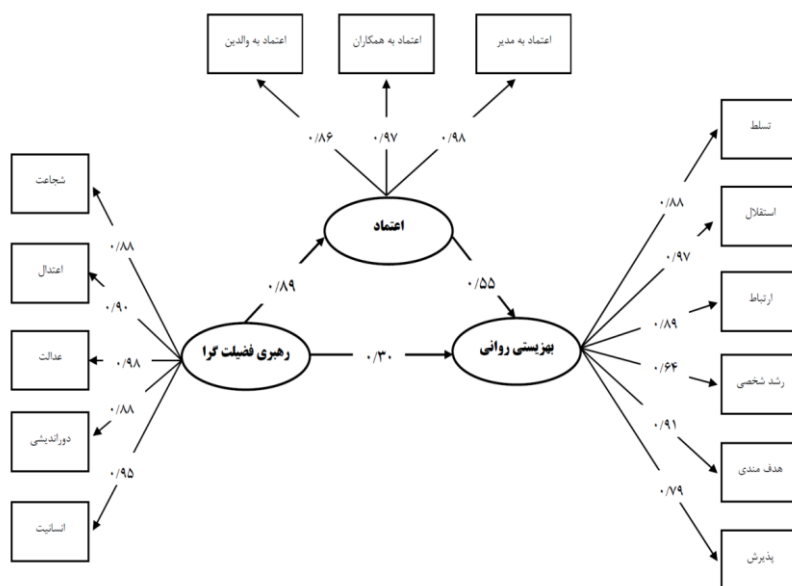 اعتماد به مدیر
اعتماد به همکاران
اعتماد به والدین
۰/۹۸
۰/۹۷
۰/۸۶
تسلط
استقلال
ارتباط
رشد شخصی
هدف مندی
پذیرش
۰/۸۸
۰/۹۷
۰/۸۹
۰/۶۴
۰/۹۱
۰/۷۹
اعتماد
۰/۵۵
۰/۸۹
بهزیستی روانی
۰/۳۰
رهبری فضیلت گرا
۰/۸۸
۰/۹۰
۰/۹۸
۰/۸۸
۰/۹۵
شجاعت
اعتدال
عدالت
دوراندیشی
انسانیت